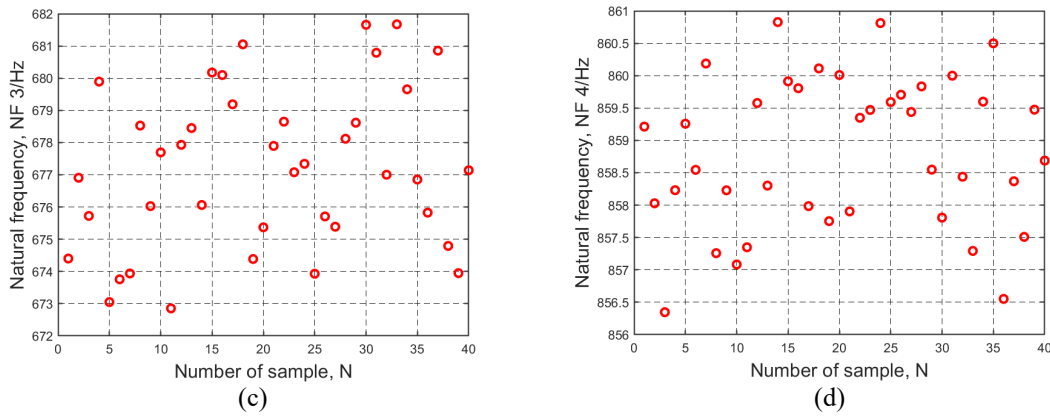 Natural frequency, NF 3/Hz
682
681
680
679
678
677
676
675
674
673
672
0 5 10 15 20 25 30 35 40
Number of sample, N
(c)
Natural frequency, NF 4/Hz
861
860.5
860
859.5
859
858.5
858
857.5
857
856.5
856
0 5 10 15 20 25 30 35 40
Number of sample, N
(d)